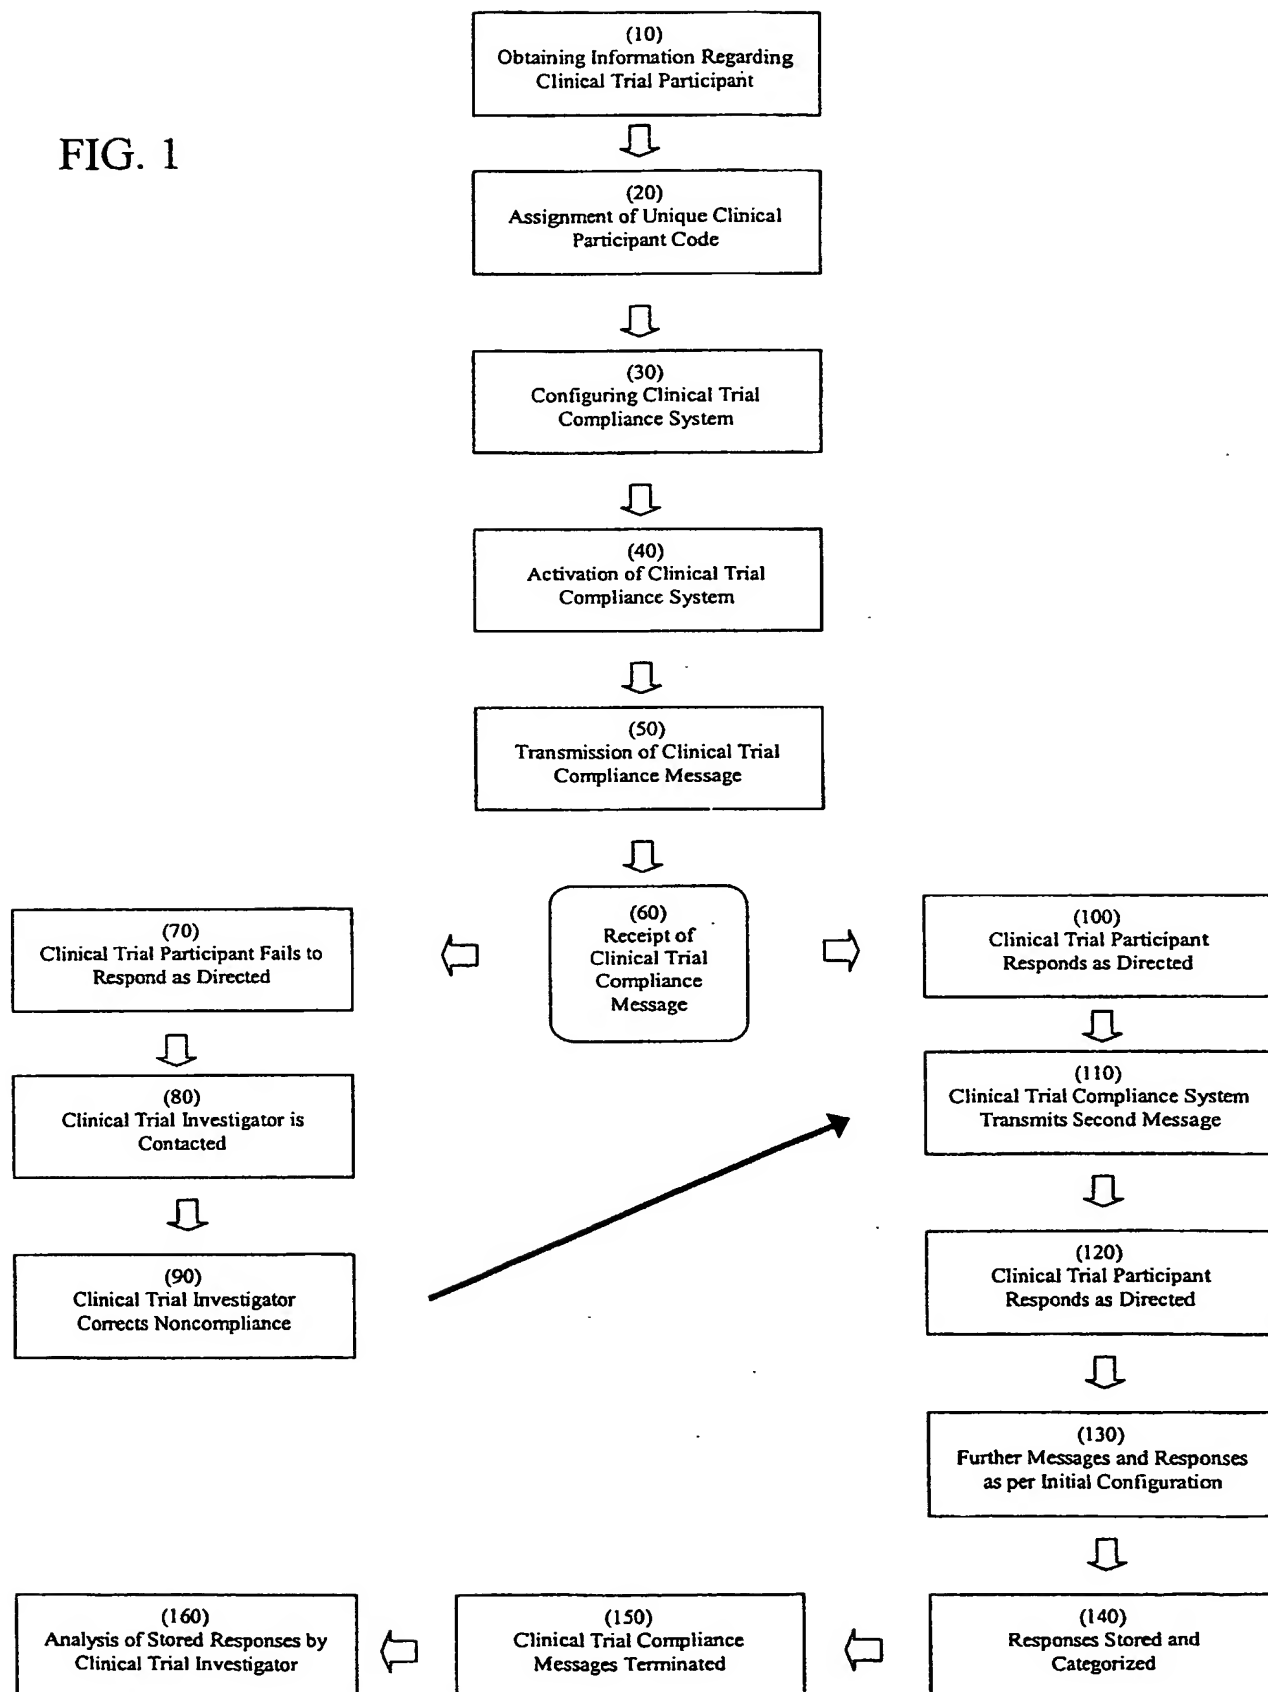 (10)
Obtaining Information Regarding
Clinical Trial Participant
FIG. 1
(20)
Assignment of Unique Clinical
Participant Code
(30)
Configuring Clinical Trial
Compliance System
(40)
Activation of Clinical Trial
Compliance System
(50)
Transmission of Clinical Trial
Compliance Message
(60)
Receipt of
Clinical Trial
Compliance
Message
(70)
Clinical Trial Participant Fails to
Respond as Directed
(80)
Clinical Trial Investigator is
Contacted
(90)
Clinical Trial Investigator
Corrects Noncompliance
(100)
Clinical Trial Participant
Responds as Directed
(110)
Clinical Trial Compliance System
Transmits Second Message
(120)
Clinical Trial Participant
Responds as Directed
(130)
Further Messages and Responses
as per Initial Configuration
(140)
Responses Stored and
Categorized
(150)
Clinical Trial Compliance
Messages Terminated
(160)
Analysis of Stored Responses by
Clinical Trial Investigator